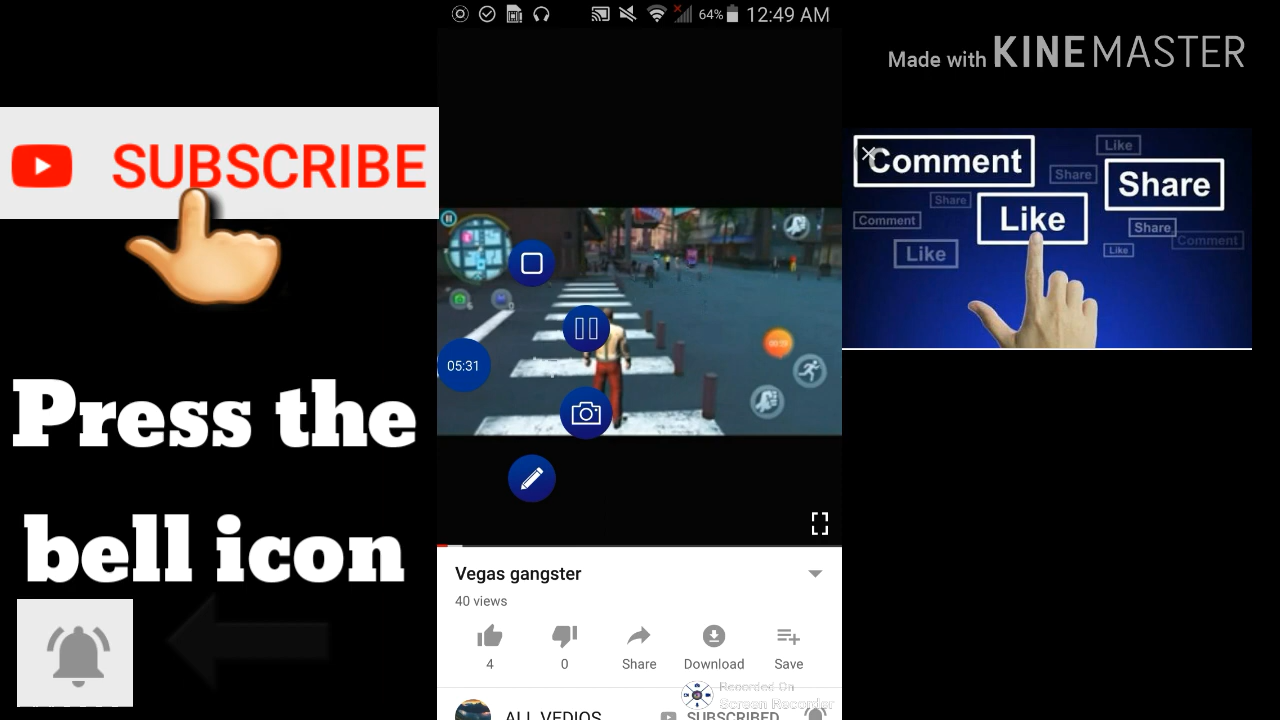 64% 12:49 AM
Made with KINEMASTER
SUBSCRIBE
Press the
bell icon
Comment
Like
Share
Share
Share
Like
Comment
Share
Like
Like
Comment
05:31
00:39
Vegas gangster
40 views
4
0
Share
Download
Save
Recorded On
Screen Recorder
ALL VEDIOS
SUBSCRIBED